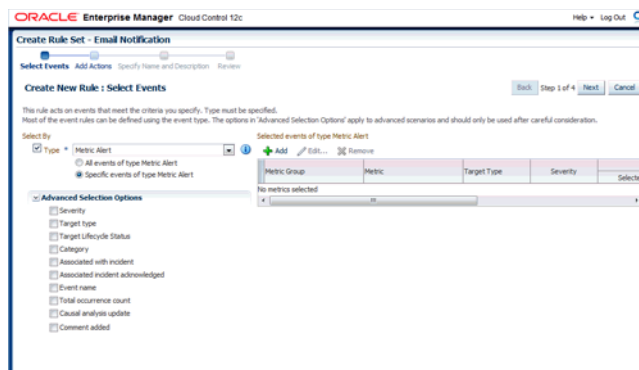 ORACLE Enterprise Manager Cloud Control 12c
Help Log Out
Create Rule Set - Email Notification
Select Events Add Actions Specify Name and Description Review
Create New Rule : Select Events
Back Step 1 of 4 Next Cancel
This rule acts on events that meet the criteria you specify. Type must be specified.
Most of the event rules can be defined using the event type. The options in 'Advanced Selection Options' apply to advanced scenarios and should only be used after careful consideration.
Select By
* Type Metric Alert
All events of type Metric Alert
Specific events of type Metric Alert
Advanced Selection Options
Severity
Target type
Target Lifecycle Status
Category
Associated with incident
Associated incident acknowledged
Event name
Total occurrence count
Causal analysis update
Comment added
Selected events of type Metric Alert
Add Edit... Remove
Metric Group Metric Target Type Severity
Selecte
No metrics selected